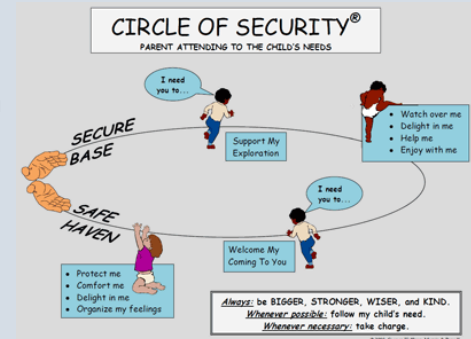 CIRCLE OF SECURITY®
PARENT ATTENDING TO THE CHILD'S NEEDS
I need
you to...
SECURE
BASE
Support My
Exploration
• Watch over me
• Delight in me
• Help me
• Enjoy with me
I need
you to...
SAFE
HAVEN
Welcome My
Coming To You
• Protect me
• Comfort me
• Delight in me
• Organize my feelings
Always: be BIGGER, STRONGER, WISER, and KIND.
Whenever possible: follow my child's need.
Whenever necessary: take charge.